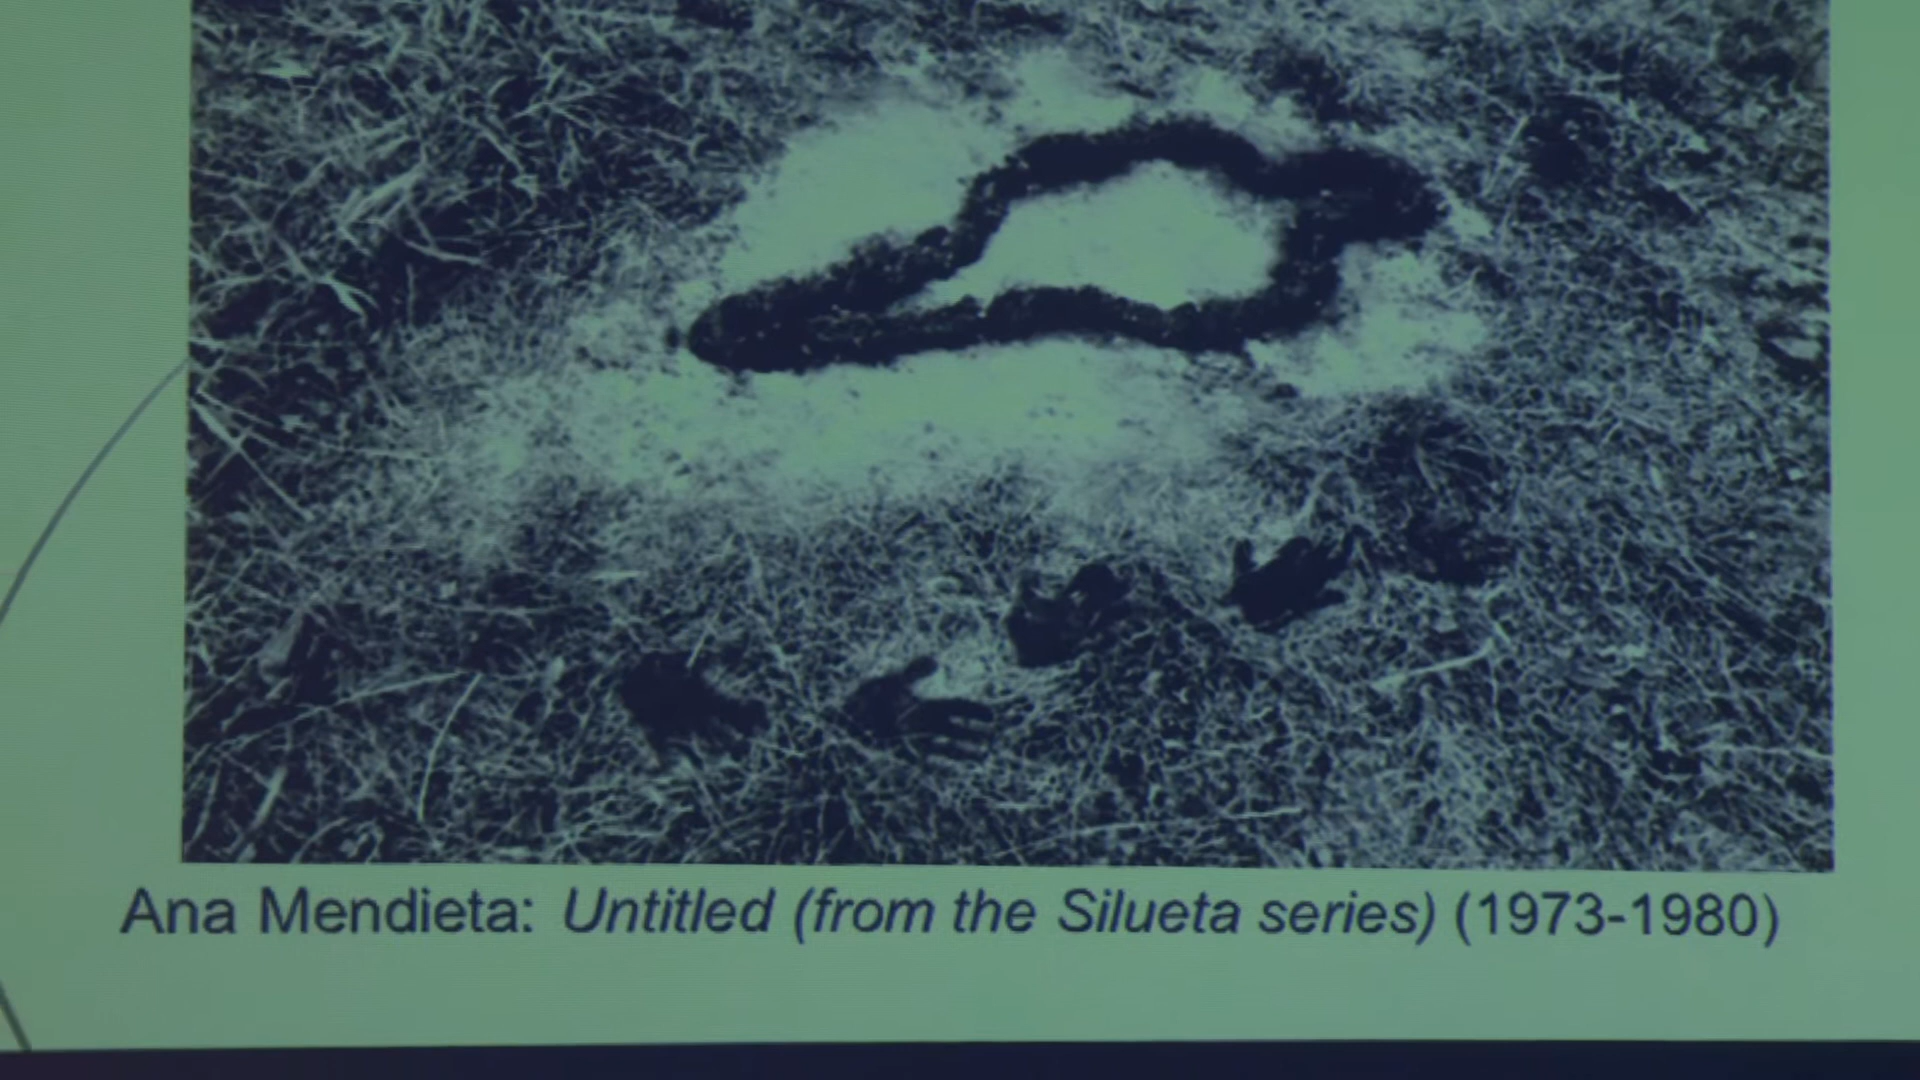 Ana Mendieta: Untitled (from the Silueta series) (1973-1980)